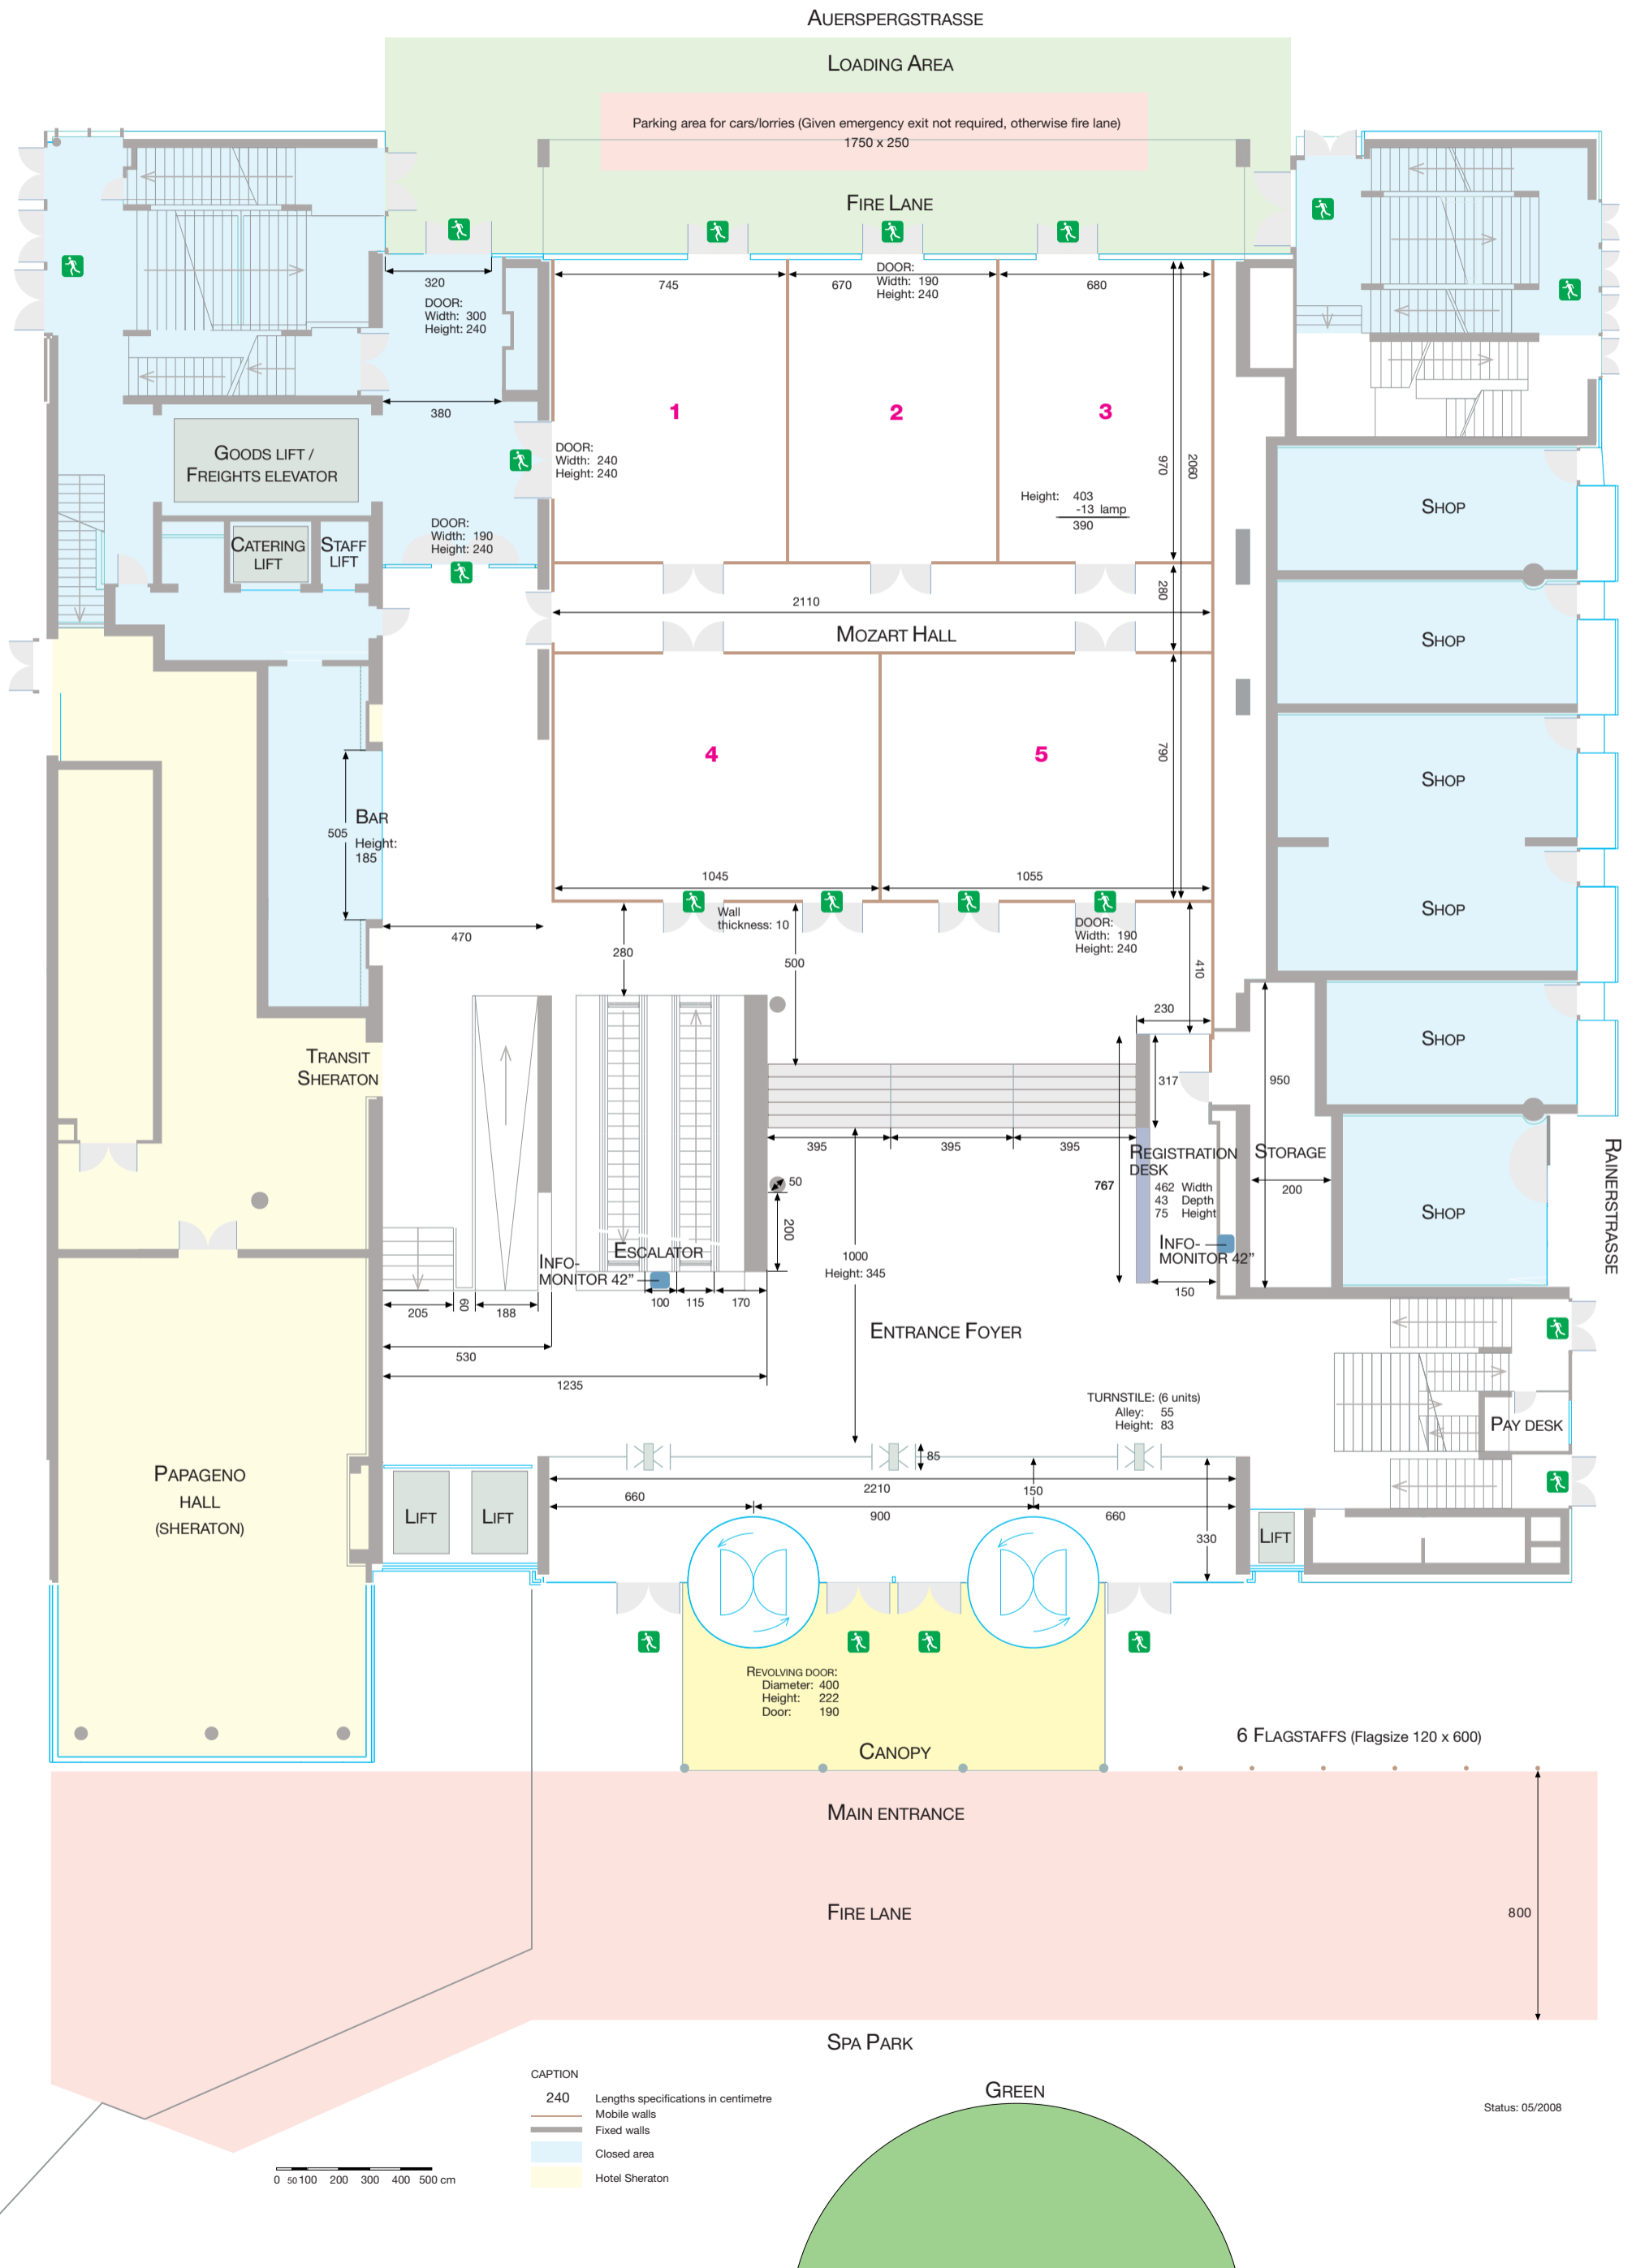 AUERSPERGSTRASSE
LOADING AREA
Parking area for cars/lorries (Given emergency exit not required, otherwise fire lane)
1750 x 250
FIRE LANE
320
DOOR:
Width: 300
Height: 240
745
670
DOOR:
Width: 190
Height: 240
680
380
1
2
3
GOODS LIFT /
FREIGHTS ELEVATOR
DOOR:
Width: 240
Height: 240
970
2060
Height: 403
-13 lamp
390
SHOP
DOOR:
Width: 190
Height: 240
CATERING
LIFT
STAFF
LIFT
280
2110
MOZART HALL
SHOP
4
5
790
SHOP
BAR
505
Height:
185
1045
1055
SHOP
Wall
thickness: 10
DOOR:
Width: 190
Height: 240
470
280
500
410
230
TRANSIT
SHERATON
SHOP
317
950
395
395
395
REGISTRATION
DESK
STORAGE
767
462 Width
43 Depth
75 Height
200
50
200
SHOP
RAINERSTRASSE
ESCALATOR
INFO-
MONITOR 42”
1000
Height: 345
INFO-
MONITOR 42”
150
205
60
188
100
115
170
ENTRANCE FOYER
530
1235
TURNSTILE: (6 units)
Alley: 55
Height: 83
PAY DESK
85
PAPAGENO
HALL
(SHERATON)
2210
150
660
900
660
330
LIFT
LIFT
LIFT
REVOLVING DOOR:
Diameter: 400
Height: 222
Door: 190
CANOPY
6 FLAGSTAFFS (Flagsize 120 x 600)
MAIN ENTRANCE
FIRE LANE
800
SPA PARK
CAPTION
240 Lengths specifications in centimetre
Mobile walls
Fixed walls
Closed area
Hotel Sheraton
GREEN
Status: 05/2008
0 50 100 200 300 400 500 cm